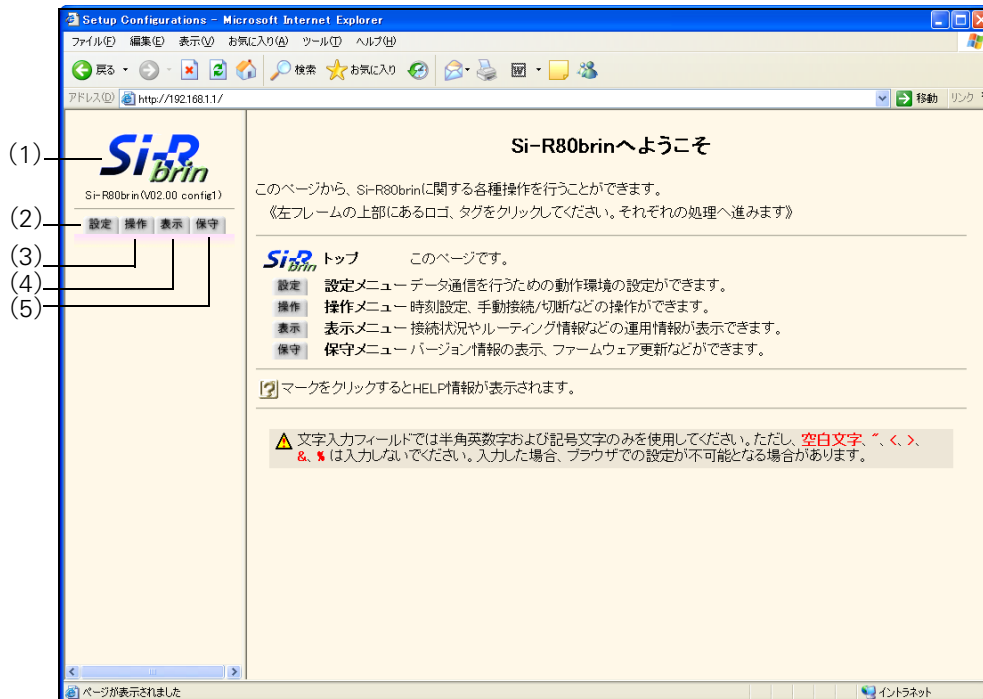 Setup Configurations - Microsoft Internet Explorer
ファイル(F) 編集(E) 表示(V) お気に入り(A) ツール(T) ヘルプ(H)
戻る 検索 お気に入り
アドレス(D) http://192.168.1.1/ 移動 リンク
(1)
(2)
(3)
(4)
(5)
Si-R brin
Si-R80brin(V02.00 config1)
設定 操作 表示 保守
Si-R80brinへようこそ
このページから、Si-R80brinに関する各種操作を行うことができます。
《左フレームの上部にあるロゴ、タグをクリックしてください。それぞれの処理へ進みます》
Si-R brin トップ このページです。
設定 設定メニュー データ通信を行うための動作環境の設定ができます。
操作 操作メニュー 時刻設定、手動接続/切断などの操作ができます。
表示 表示メニュー 接続状況やルーティング情報などの運用情報が表示できます。
保守 保守メニュー バージョン情報の表示、ファームウェア更新などができます。
? マークをクリックするとHELP情報が表示されます。
文字入力フィールドでは半角英数字および記号文字のみを使用してください。ただし、空白文字、"、<、>、
&、% は入力しないでください。入力した場合、ブラウザでの設定が不可能となる場合があります。
ページが表示されました イントラネット